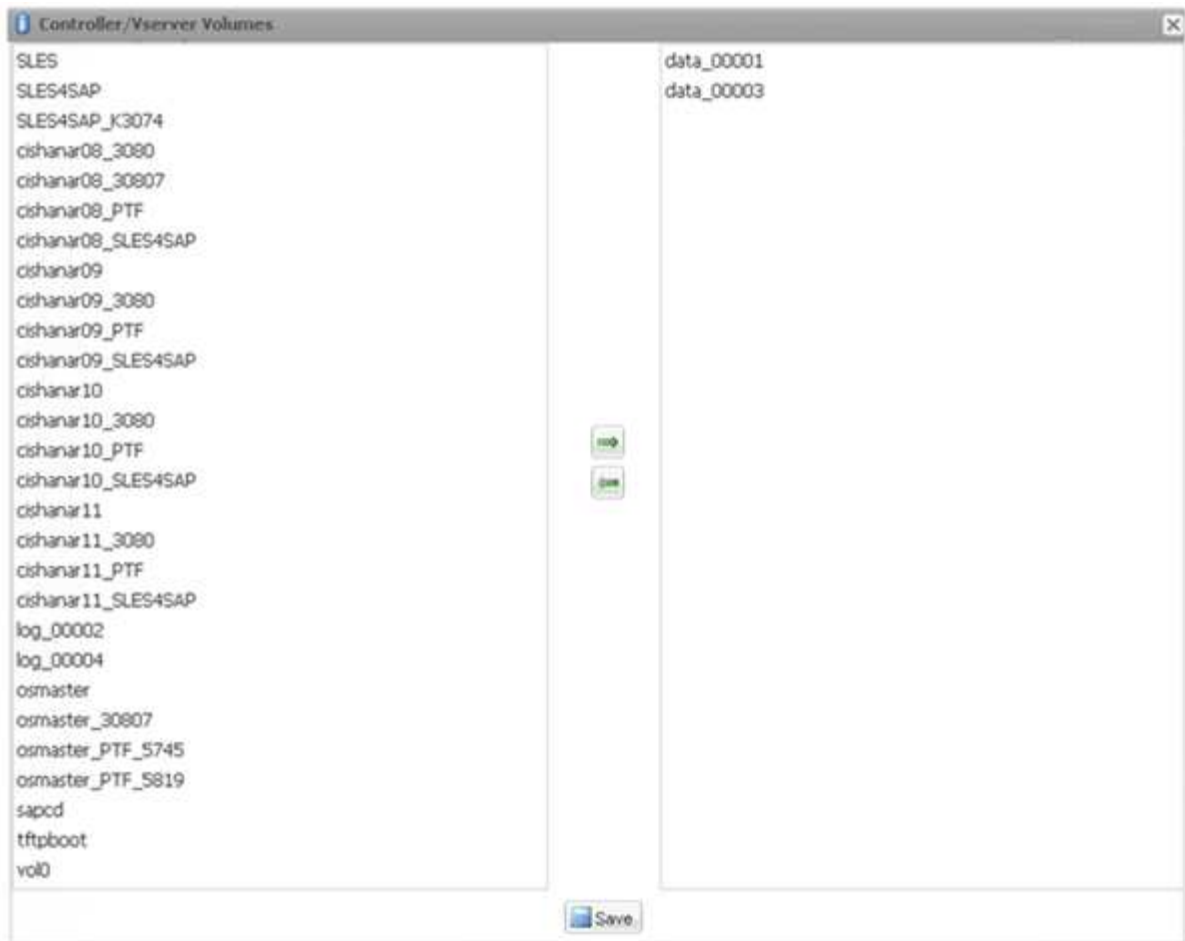 Controller/Vserver Volumes
SLES
SLES4SAP
SLES4SAP_K3074
cishanar08_3080
cishanar08_30807
cishanar08_PTF
cishanar08_SLES4SAP
cishanar09
cishanar09_3080
cishanar09_PTF
cishanar09_SLES4SAP
cishanar10
cishanar10_3080
cishanar10_PTF
cishanar10_SLES4SAP
cishanar11
cishanar11_3080
cishanar11_PTF
cishanar11_SLES4SAP
log_00002
log_00004
osmaster
osmaster_30807
osmaster_PTF_5745
osmaster_PTF_5819
sapcd
tftpboot
vol0
data_00001
data_00003
Save